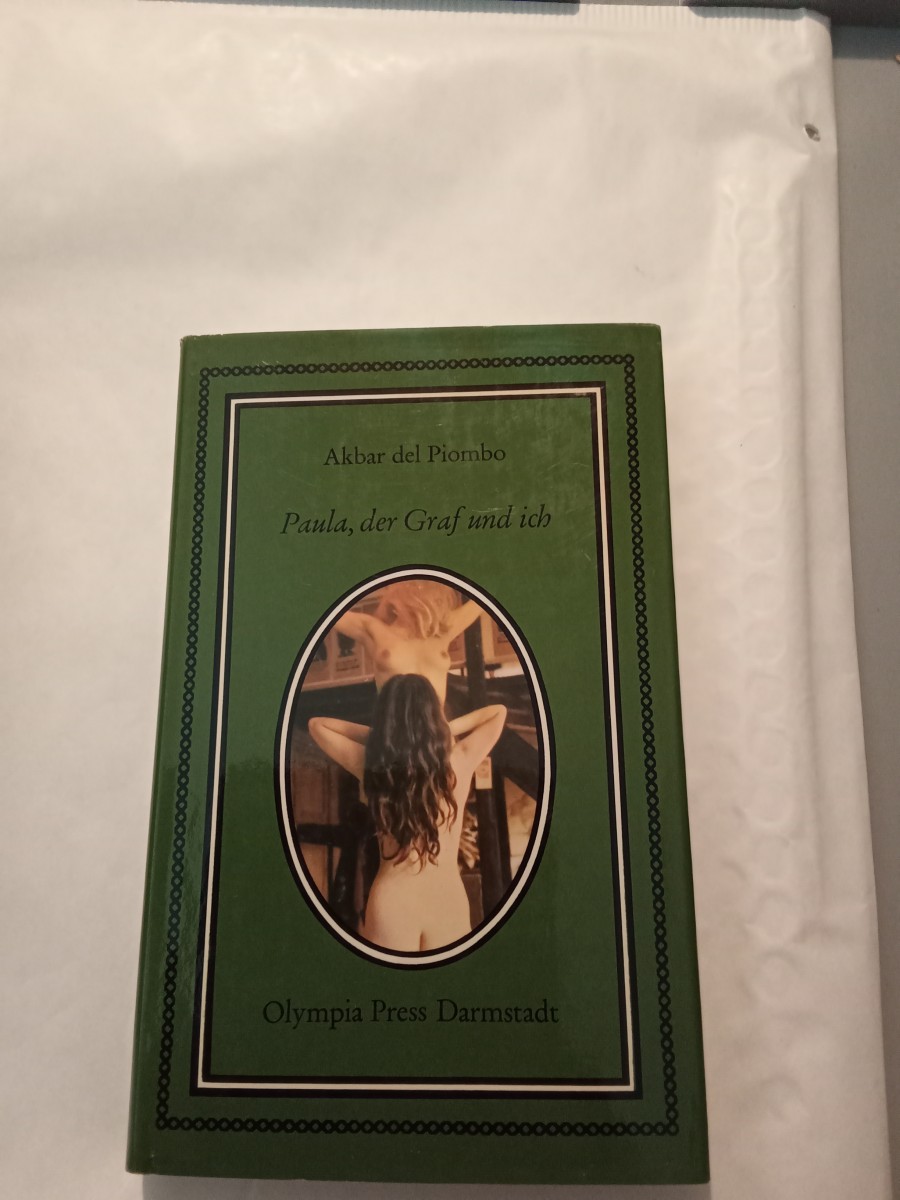 Akbar del Piombo
Paula, der Graf und ich
Olympia Press Darmstadt